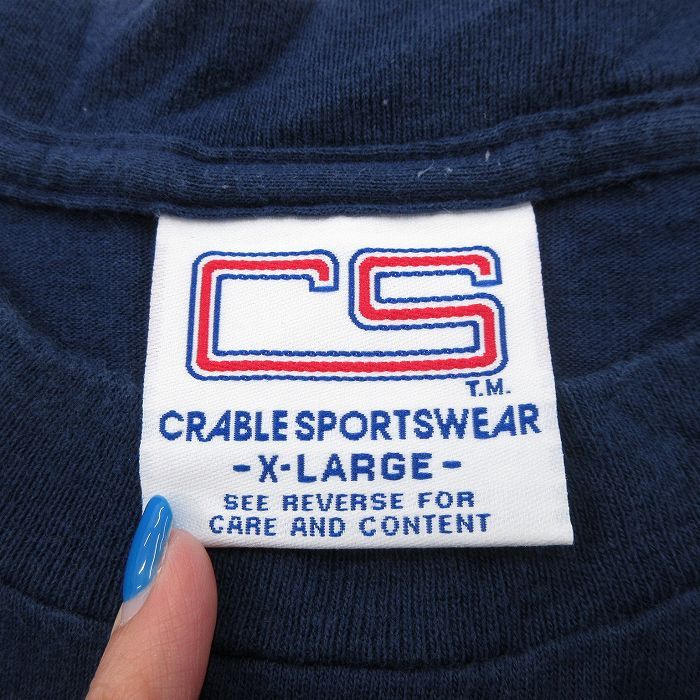 CS
T.M.
CRABLE SPORTSWEAR
-X-LARGE-
SEE REVERSE FOR
CARE AND CONTENT